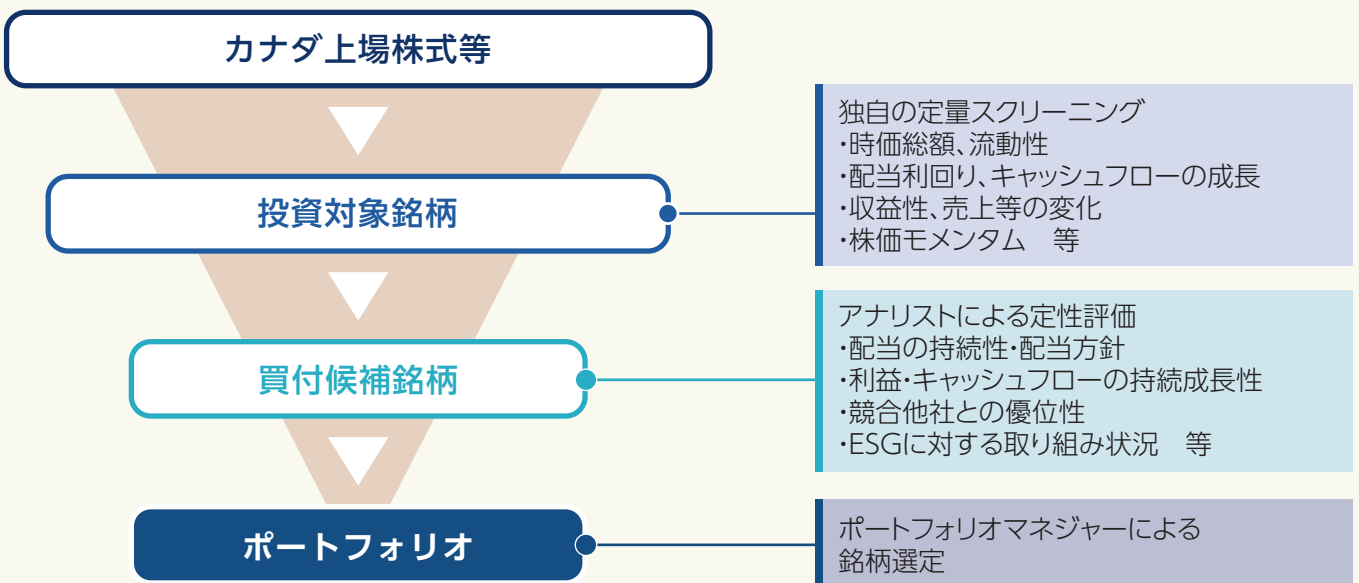 カナダ上場株式等
投資対象銘柄
独自の定量スクリーニング
・時価総額、流動性
・配当利回り、キャッシュフローの成長
・収益性、売上等の変化
・株価モメンタム　等
買付候補銘柄
アナリストによる定性評価
・配当の持続性・配当方針
・利益・キャッシュフローの持続成長性
・競合他社との優位性
・ESGに対する取り組み状況　等
ポートフォリオ
ポートフォリオマネジャーによる
銘柄選定